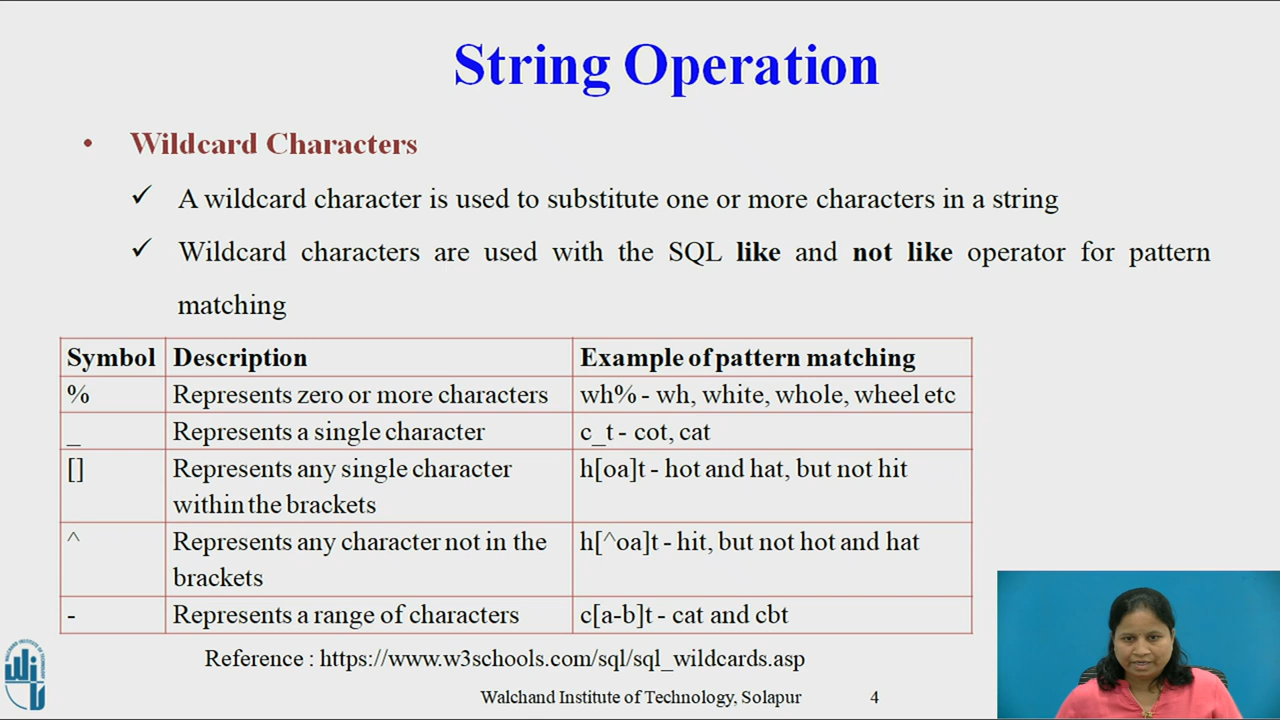 String Operation
• Wildcard Characters
✓ A wildcard character is used to substitute one or more characters in a string
✓ Wildcard characters are used with the SQL like and not like operator for pattern
matching
Symbol Description Example of pattern matching
% Represents zero or more characters wh% - wh, white, whole, wheel etc
_ Represents a single character c_t - cot, cat
[] Represents any single character h[oa]t - hot and hat, but not hit
within the brackets
^ Represents any character not in the h[^oa]t - hit, but not hot and hat
brackets
- Represents a range of characters c[a-b]t - cat and cbt
Reference : https://www.w3schools.com/sql/sql_wildcards.asp
Walchand Institute of Technology, Solapur 4